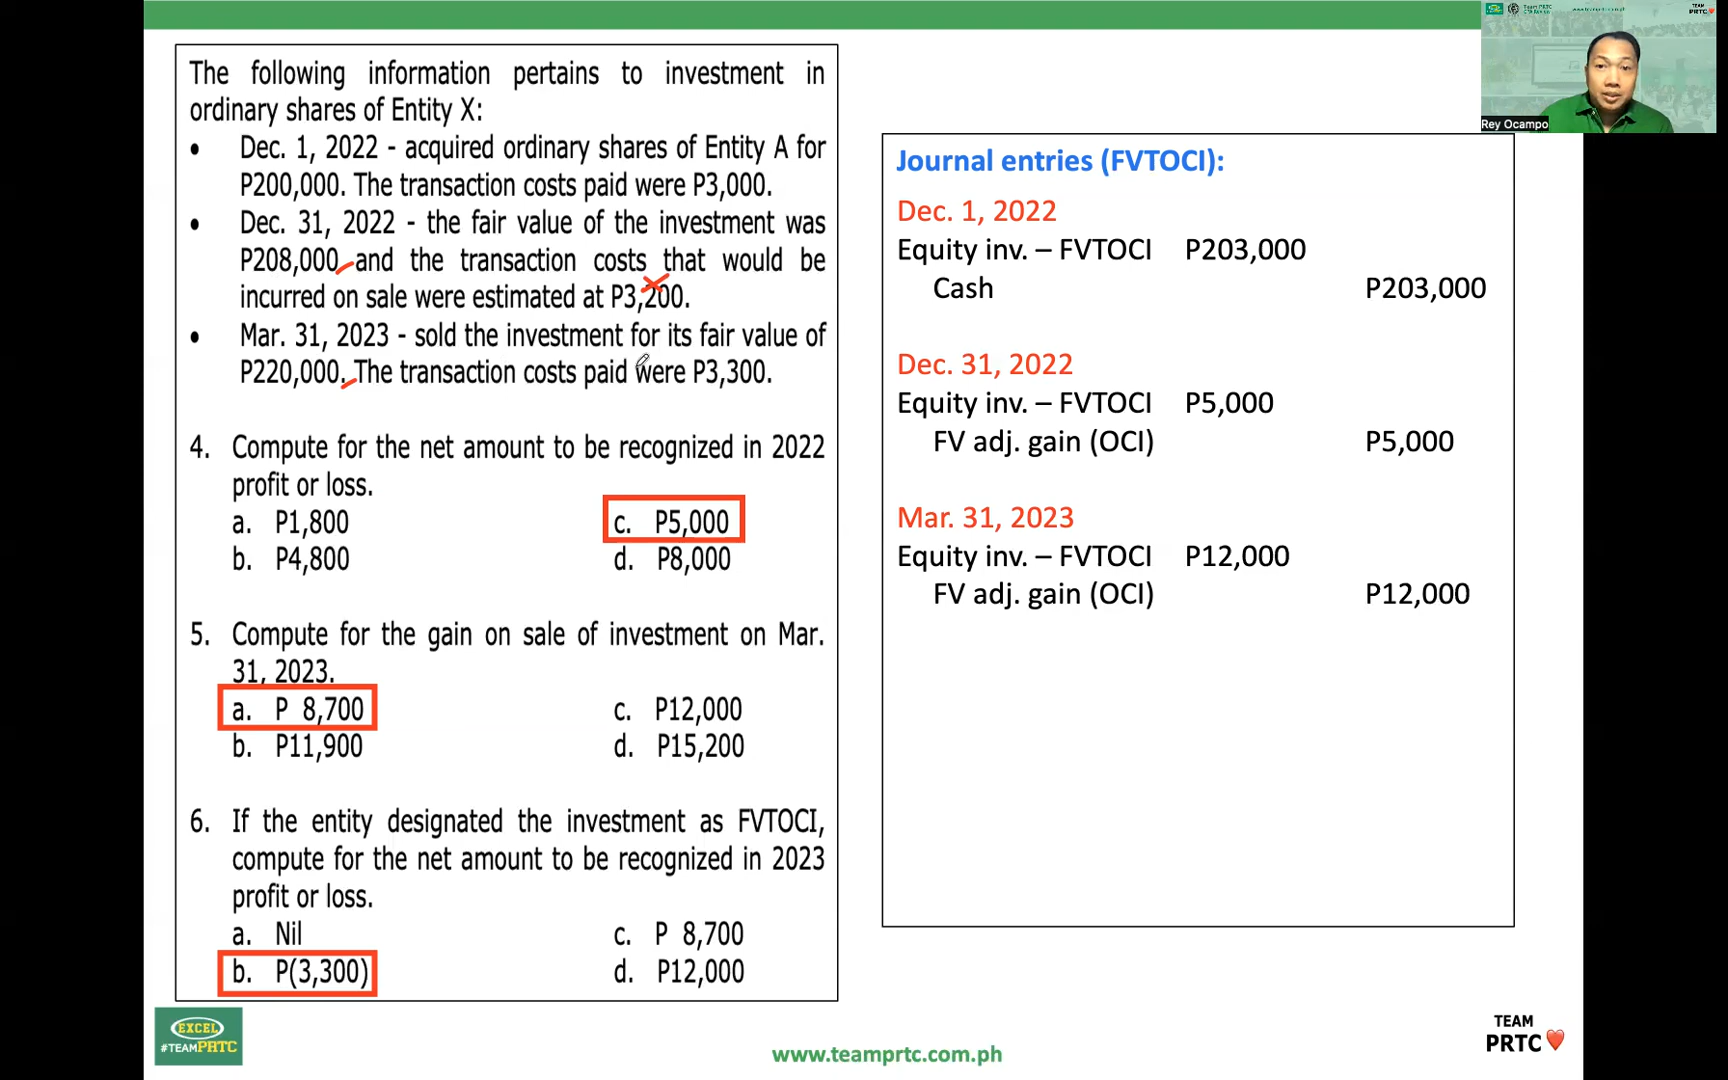 The following information pertains to investment in
ordinary shares of Entity X:
• Dec. 1, 2022 - acquired ordinary shares of Entity A for
P200,000. The transaction costs paid were P3,000.
• Dec. 31, 2022 - the fair value of the investment was
P208,000 and the transaction costs that would be
incurred on sale were estimated at P3,200.
• Mar. 31, 2023 - sold the investment for its fair value of
P220,000. The transaction costs paid were P3,300.
4. Compute for the net amount to be recognized in 2022
profit or loss.
a. P1,800 c. P5,000
b. P4,800 d. P8,000
5. Compute for the gain on sale of investment on Mar.
31, 2023.
a. P 8,700 c. P12,000
b. P11,900 d. P15,200
6. If the entity designated the investment as FVTOCI,
compute for the net amount to be recognized in 2023
profit or loss.
a. Nil c. P 8,700
b. P(3,300) d. P12,000
Journal entries (FVTOCI):
Dec. 1, 2022
Equity inv. – FVTOCI P203,000
Cash P203,000
Dec. 31, 2022
Equity inv. – FVTOCI P5,000
FV adj. gain (OCI) P5,000
Mar. 31, 2023
Equity inv. – FVTOCI P12,000
FV adj. gain (OCI) P12,000
Rey Ocampo
EXCEL
#TEAMPRTC
www.teamprtc.com.ph
TEAM
PRTC